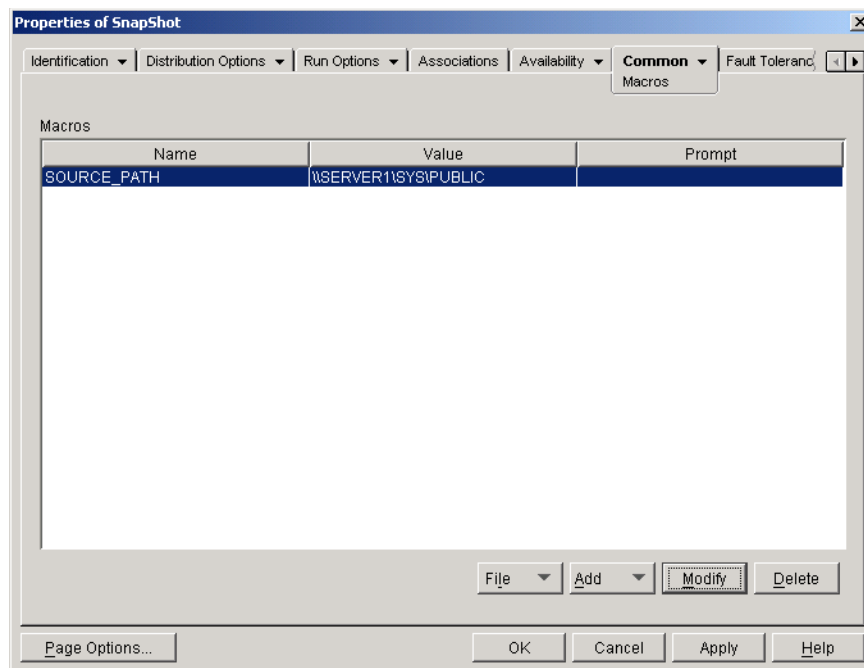 Properties of SnapShot
Identification Distribution Options Run Options Associations Availability Common Fault Toleranc
Macros
Macros
Name Value Prompt
SOURCE_PATH \\SERVER1\SYS\PUBLIC
File Add Modify Delete
Page Options... OK Cancel Apply Help